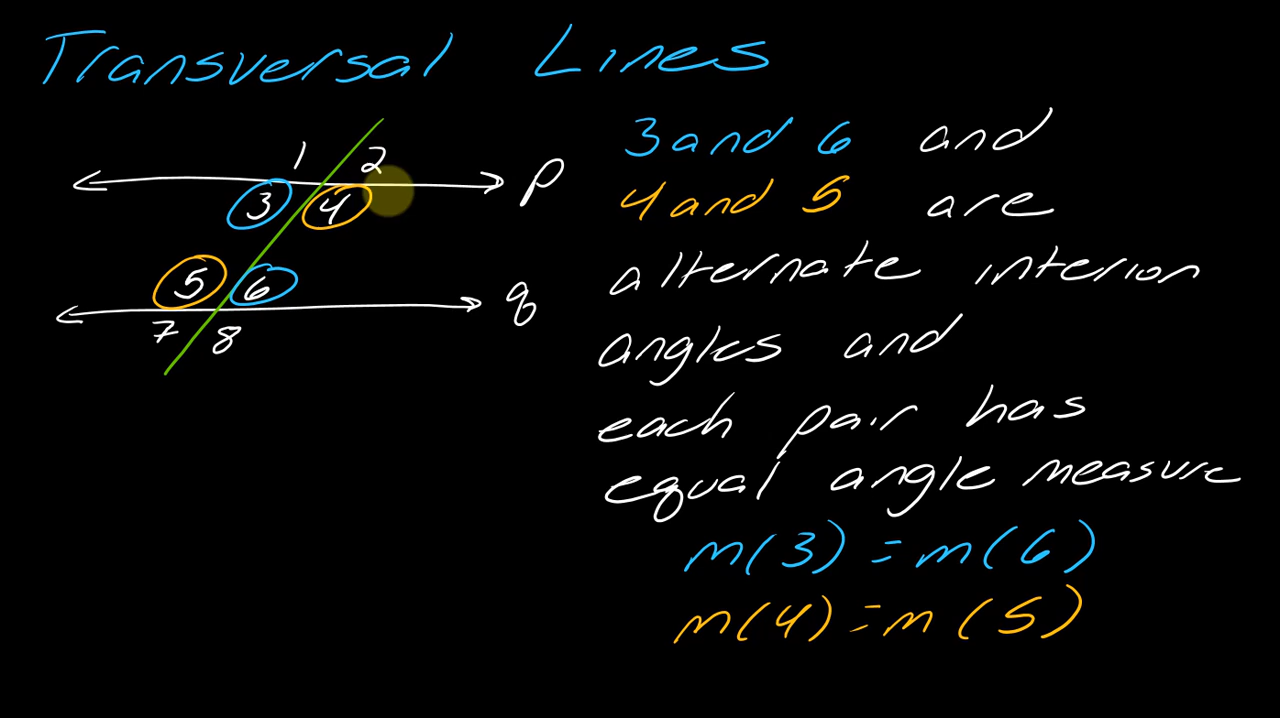 Transversal Lines
1 2
3 4 p
5 6 q
7 8
3 and 6 and
4 and 5 are
alternate interior
angles and
each pair has
equal angle measure
m(3) = m(6)
m(4) = m(5)